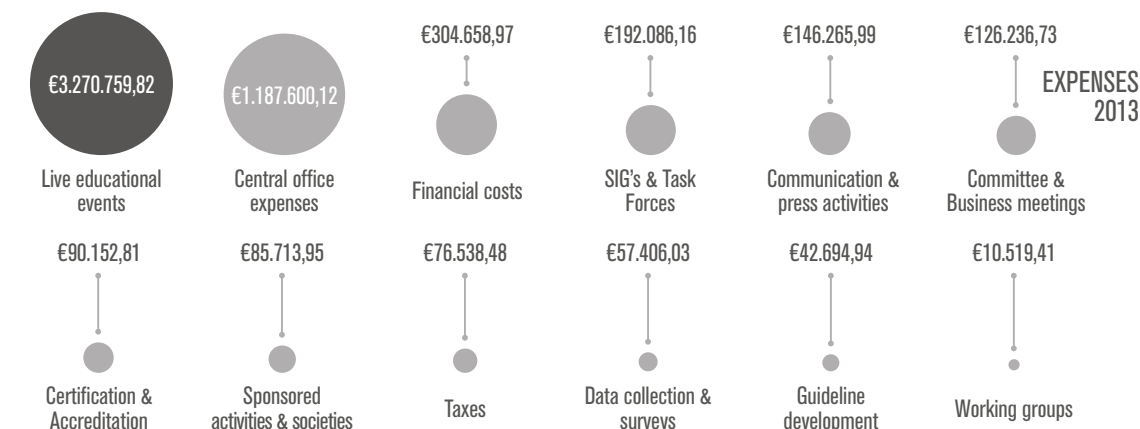 €3.270.759,82
Live educational
events
€1.187.600,12
Central office
expenses
€304.658,97
Financial costs
€192.086,16
SIG's & Task
Forces
€146.265,99
Communication &
press activities
€126.236,73
Committee &
Business meetings
EXPENSES
2013
€90.152,81
Certification &
Accreditation
€85.713,95
Sponsored
activities & societies
€76.538,48
Taxes
€57.406,03
Data collection &
surveys
€42.694,94
Guideline
development
€10.519,41
Working groups